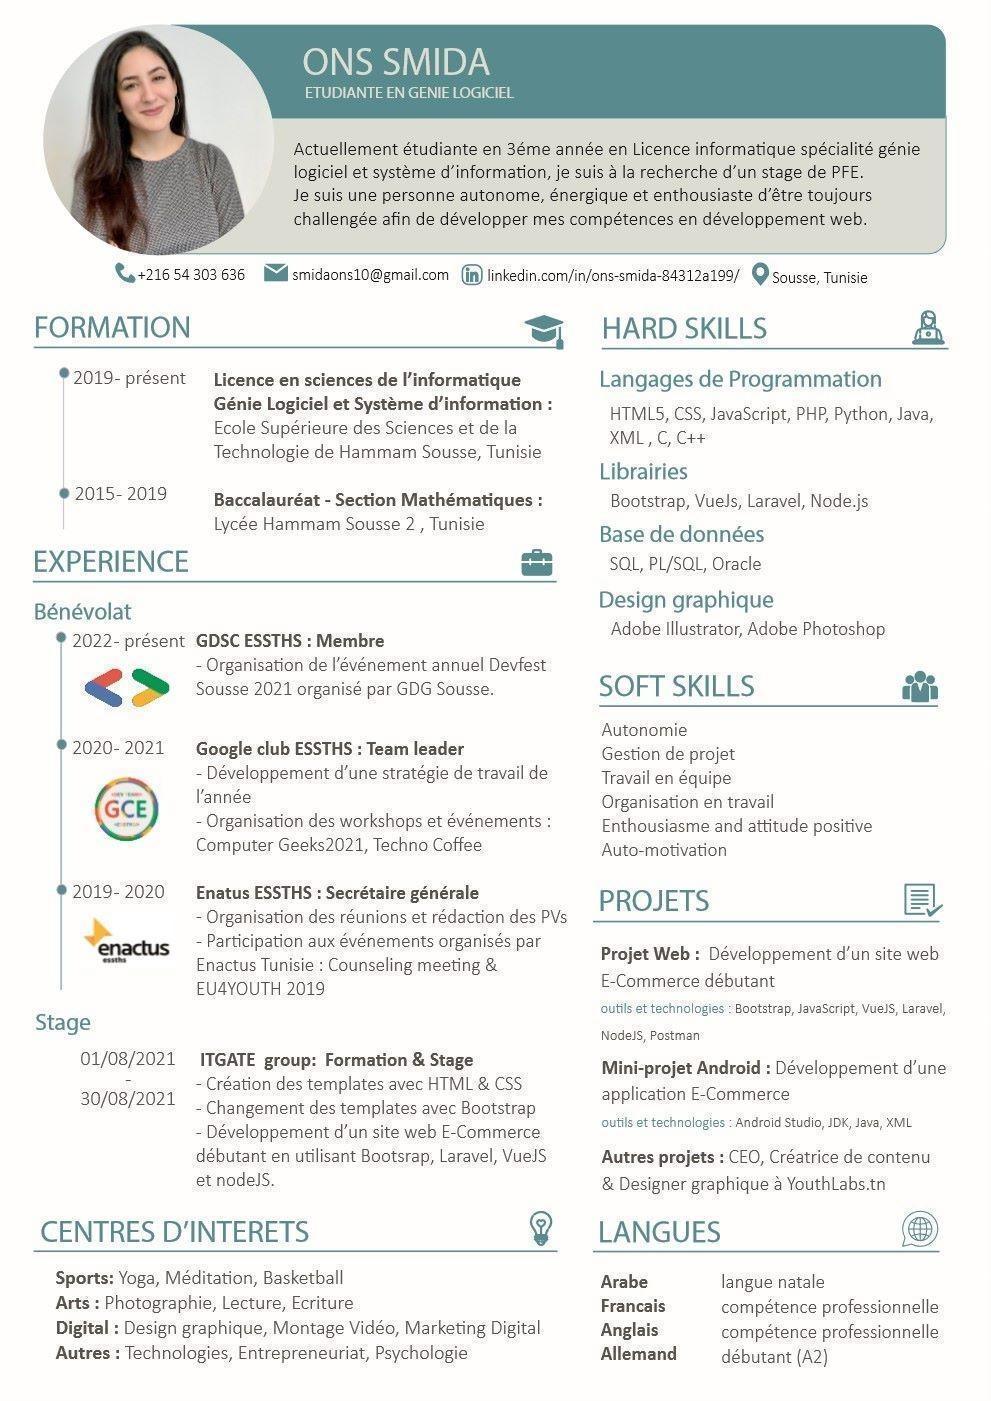 ONS SMIDA
ETUDIANTE EN GENIE LOGICIEL
Actuellement étudiante en 3éme année en Licence informatique spécialité génie
logiciel et système d'information, je suis à la recherche d'un stage de PFE.
Je suis une personne autonome, énergique et enthousiaste d'être toujours
challengée afin de développer mes compétences en développement web.
+216 54 303 636 smidaons10@gmail.com linkedin.com/in/ons-smida-84312a199/ Sousse, Tunisie
FORMATION
2019- présent
Licence en sciences de l'informatique
Génie Logiciel et Système d'information :
Ecole Supérieure des Sciences et de la
Technologie de Hammam Sousse, Tunisie
2015- 2019
Baccalauréat - Section Mathématiques :
Lycée Hammam Sousse 2 , Tunisie
EXPERIENCE
Bénévolat
2022- présent GDSC ESSTHS : Membre
- Organisation de l'événement annuel Devfest
Sousse 2021 organisé par GDG Sousse.
2020- 2021 Google club ESSTHS : Team leader
- Développement d'une stratégie de travail de
l'année
- Organisation des workshops et événements :
Computer Geeks2021, Techno Coffee
GCE
2019- 2020 Enatus ESSTHS : Secrétaire générale
- Organisation des réunions et rédaction des PVs
- Participation aux événements organisés par
Enactus Tunisie : Counseling meeting &
EU4YOUTH 2019
enactus
essths
Stage
01/08/2021
-
30/08/2021
ITGATE group: Formation & Stage
- Création des templates avec HTML & CSS
- Changement des templates avec Bootstrap
- Développement d'un site web E-Commerce
débutant en utilisant Bootsrap, Laravel, VueJS
et nodeJS.
CENTRES D'INTERETS
Sports: Yoga, Méditation, Basketball
Arts : Photographie, Lecture, Ecriture
Digital : Design graphique, Montage Vidéo, Marketing Digital
Autres : Technologies, Entrepreneuriat, Psychologie
HARD SKILLS
Langages de Programmation
HTML5, CSS, JavaScript, PHP, Python, Java,
XML , C, C++
Librairies
Bootstrap, VueJs, Laravel, Node.js
Base de données
SQL, PL/SQL, Oracle
Design graphique
Adobe Illustrator, Adobe Photoshop
SOFT SKILLS
Autonomie
Gestion de projet
Travail en équipe
Organisation en travail
Enthousiasme and attitude positive
Auto-motivation
PROJETS
Projet Web : Développement d'un site web
E-Commerce débutant
outils et technologies : Bootstrap, JavaScript, VueJS, Laravel,
NodeJS, Postman
Mini-projet Android : Développement d'une
application E-Commerce
outils et technologies : Android Studio, JDK, Java, XML
Autres projets : CEO, Créatrice de contenu
& Designer graphique à YouthLabs.tn
LANGUES
Arabe langue natale
Francais compétence professionnelle
Anglais compétence professionnelle
Allemand débutant (A2)